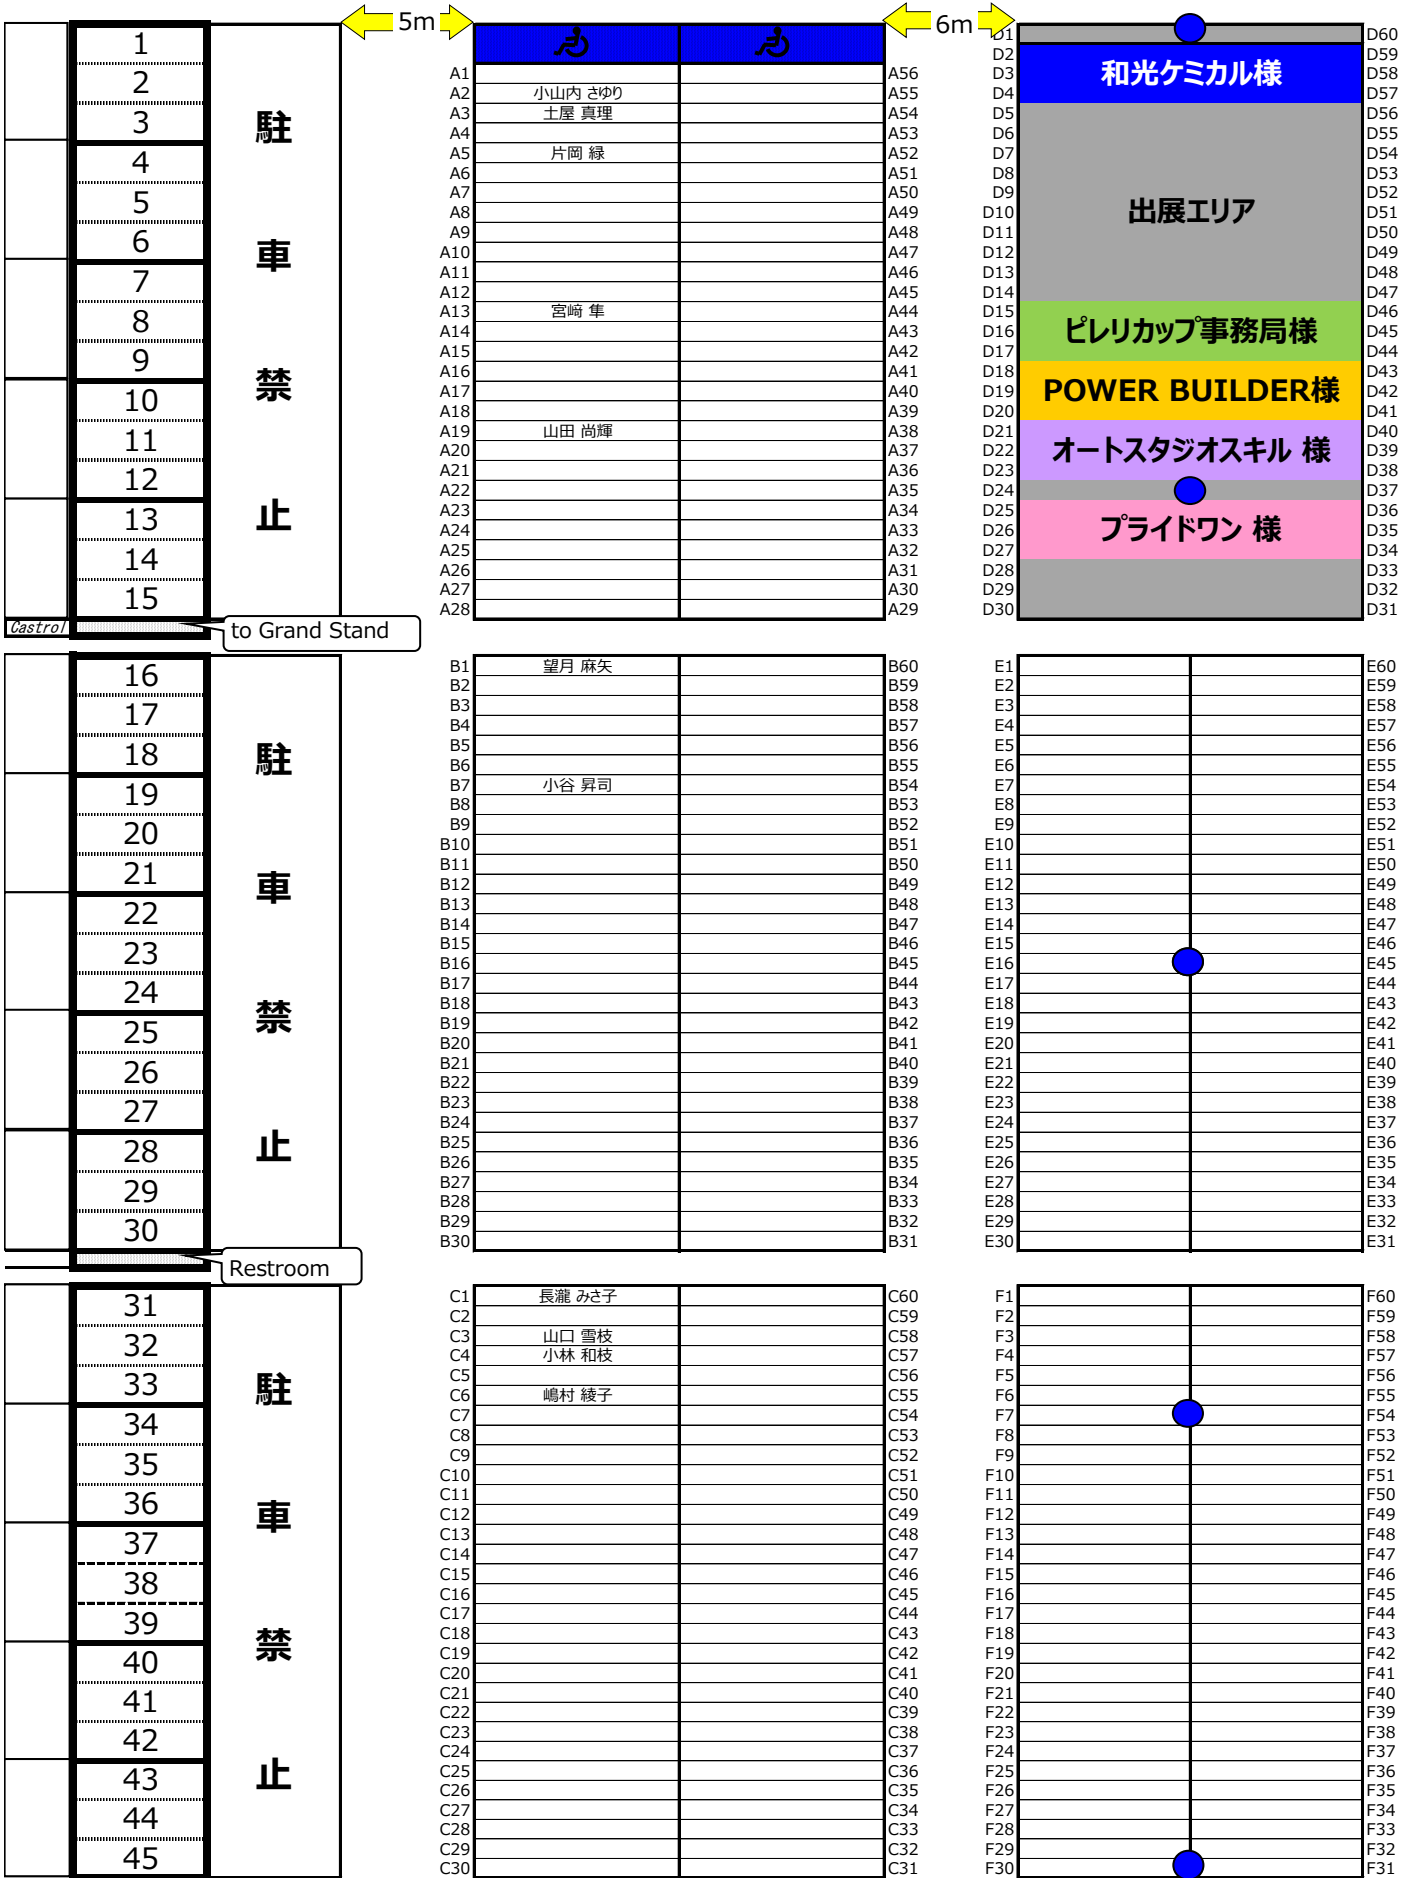 5m
6m
1
2
3
4
5
6
7
8
9
10
11
12
13
14
15
Castrol
to Grand Stand
駐
車
禁
止
A1 A56
A2 小山内 さゆり A55
A3 土屋 真理 A54
A4 A53
A5 片岡 緑 A52
A6 A51
A7 A50
A8 A49
A9 A48
A10 A47
A11 A46
A12 A45
A13 宮﨑 隼 A44
A14 A43
A15 A42
A16 A41
A17 A40
A18 A39
A19 山田 尚輝 A38
A20 A37
A21 A36
A22 A35
A23 A34
A24 A33
A25 A32
A26 A31
A27 A30
A28 A29
D1 D60
D2 D59
D3 和光ケミカル様 D58
D4 D57
D5 D56
D6 D55
D7 D54
D8 D53
D9 D52
D10 出展エリア D51
D11 D50
D12 D49
D13 D48
D14 D47
D15 D46
D16 ピレリカップ事務局様 D45
D17 D44
D18 D43
D19 POWER BUILDER様 D42
D20 D41
D21 D40
D22 オートスタジオスキル 様 D39
D23 D38
D24 D37
D25 D36
D26 プライドワン 様 D35
D27 D34
D28 D33
D29 D32
D30 D31
16
17
18
19
20
21
22
23
24
25
26
27
28
29
30
Restroom
駐
車
禁
止
B1 望月 麻矢 B60
B2 B59
B3 B58
B4 B57
B5 B56
B6 B55
B7 小谷 昇司 B54
B8 B53
B9 B52
B10 B51
B11 B50
B12 B49
B13 B48
B14 B47
B15 B46
B16 B45
B17 B44
B18 B43
B19 B42
B20 B41
B21 B40
B22 B39
B23 B38
B24 B37
B25 B36
B26 B35
B27 B34
B28 B33
B29 B32
B30 B31
E1 E60
E2 E59
E3 E58
E4 E57
E5 E56
E6 E55
E7 E54
E8 E53
E9 E52
E10 E51
E11 E50
E12 E49
E13 E48
E14 E47
E15 E46
E16 E45
E17 E44
E18 E43
E19 E42
E20 E41
E21 E40
E22 E39
E23 E38
E24 E37
E25 E36
E26 E35
E27 E34
E28 E33
E29 E32
E30 E31
31
32
33
34
35
36
37
38
39
40
41
42
43
44
45
駐
車
禁
止
C1 長瀧 みさ子 C60
C2 C59
C3 山口 雪枝 C58
C4 小林 和枝 C57
C5 C56
C6 嶋村 綾子 C55
C7 C54
C8 C53
C9 C52
C10 C51
C11 C50
C12 C49
C13 C48
C14 C47
C15 C46
C16 C45
C17 C44
C18 C43
C19 C42
C20 C41
C21 C40
C22 C39
C23 C38
C24 C37
C25 C36
C26 C35
C27 C34
C28 C33
C29 C32
C30 C31
F1 F60
F2 F59
F3 F58
F4 F57
F5 F56
F6 F55
F7 F54
F8 F53
F9 F52
F10 F51
F11 F50
F12 F49
F13 F48
F14 F47
F15 F46
F16 F45
F17 F44
F18 F43
F19 F42
F20 F41
F21 F40
F22 F39
F23 F38
F24 F37
F25 F36
F26 F35
F27 F34
F28 F33
F29 F32
F30 F31